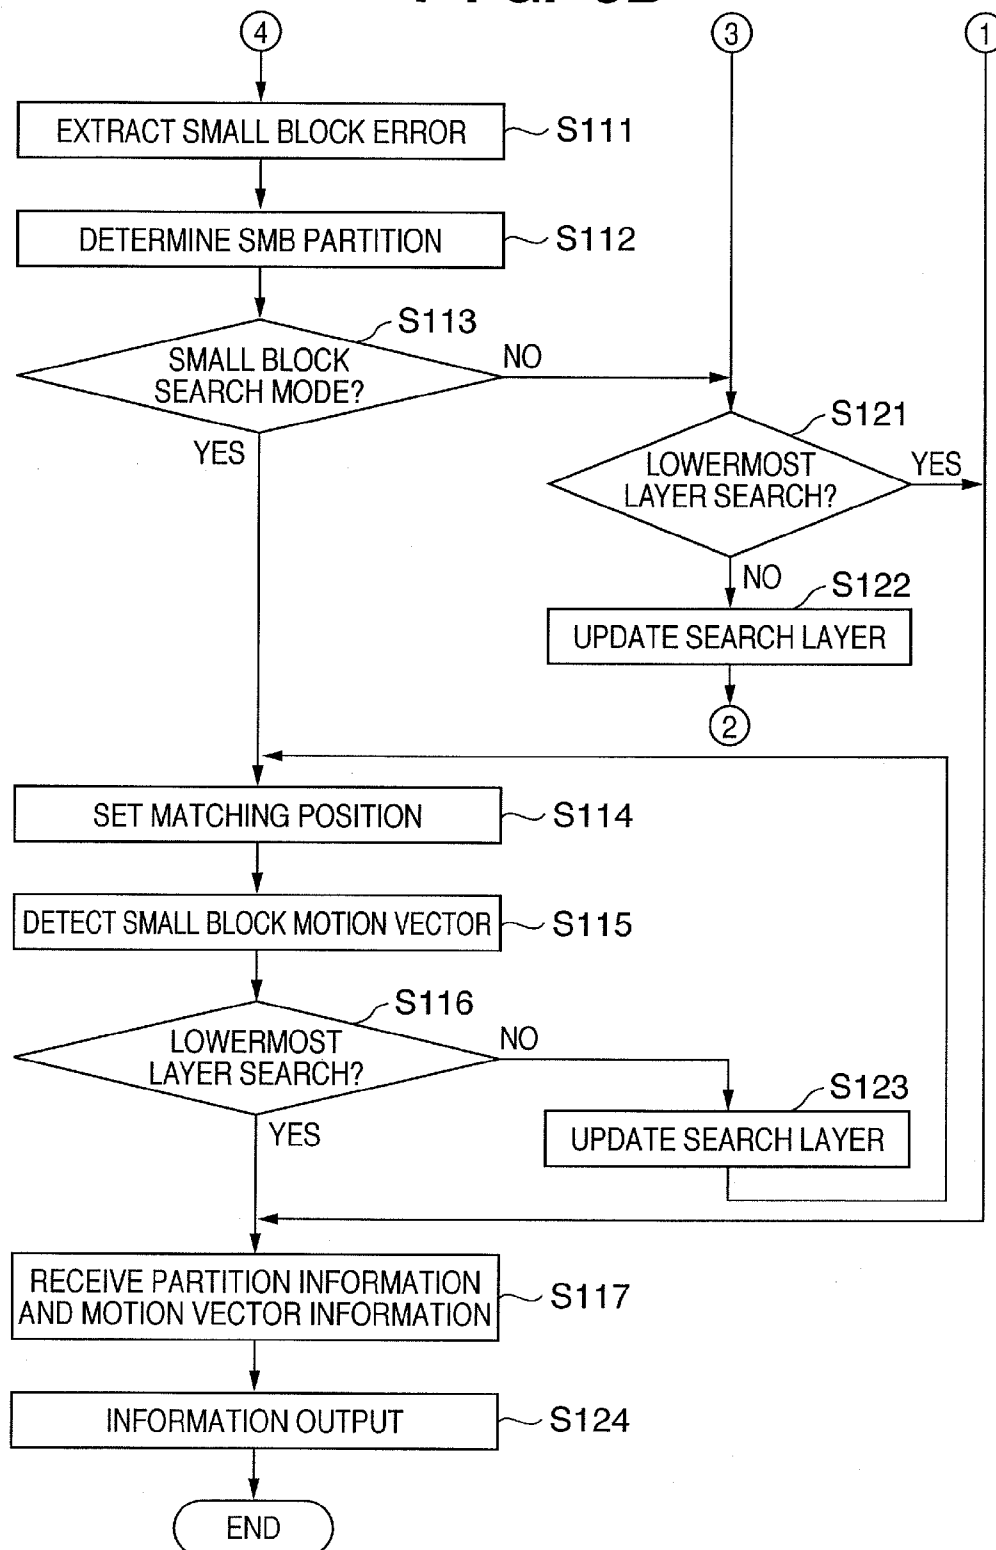 4
3
1
EXTRACT SMALL BLOCK ERROR
S111
DETERMINE SMB PARTITION
S112
S113
SMALL BLOCK
SEARCH MODE?
NO
YES
S121
LOWERMOST
LAYER SEARCH?
YES
NO
S122
UPDATE SEARCH LAYER
2
SET MATCHING POSITION
S114
DETECT SMALL BLOCK MOTION VECTOR
S115
S116
LOWERMOST
LAYER SEARCH?
NO
YES
S123
UPDATE SEARCH LAYER
RECEIVE PARTITION INFORMATION
AND MOTION VECTOR INFORMATION
S117
INFORMATION OUTPUT
S124
END